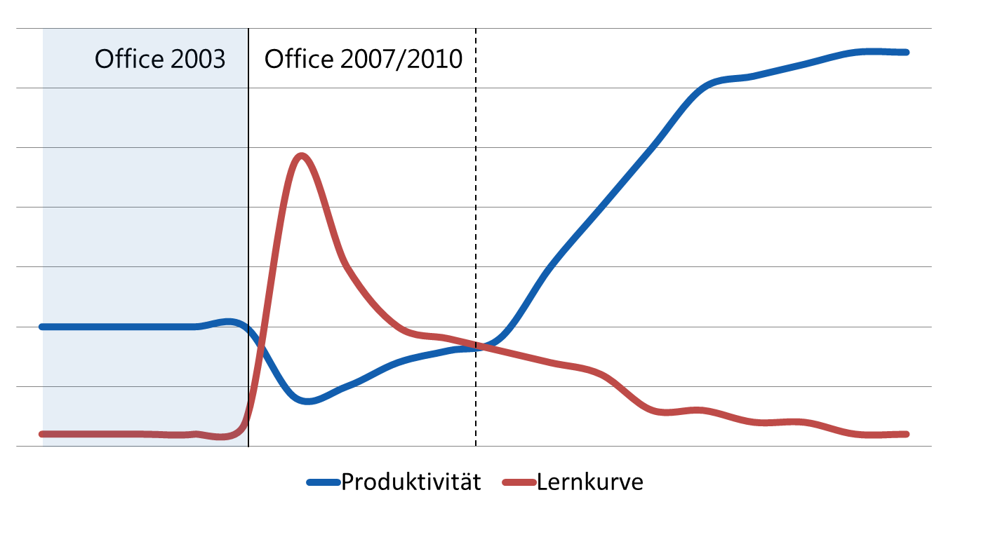 Office 2003
Office 2007/2010
Produktivität
Lernkurve